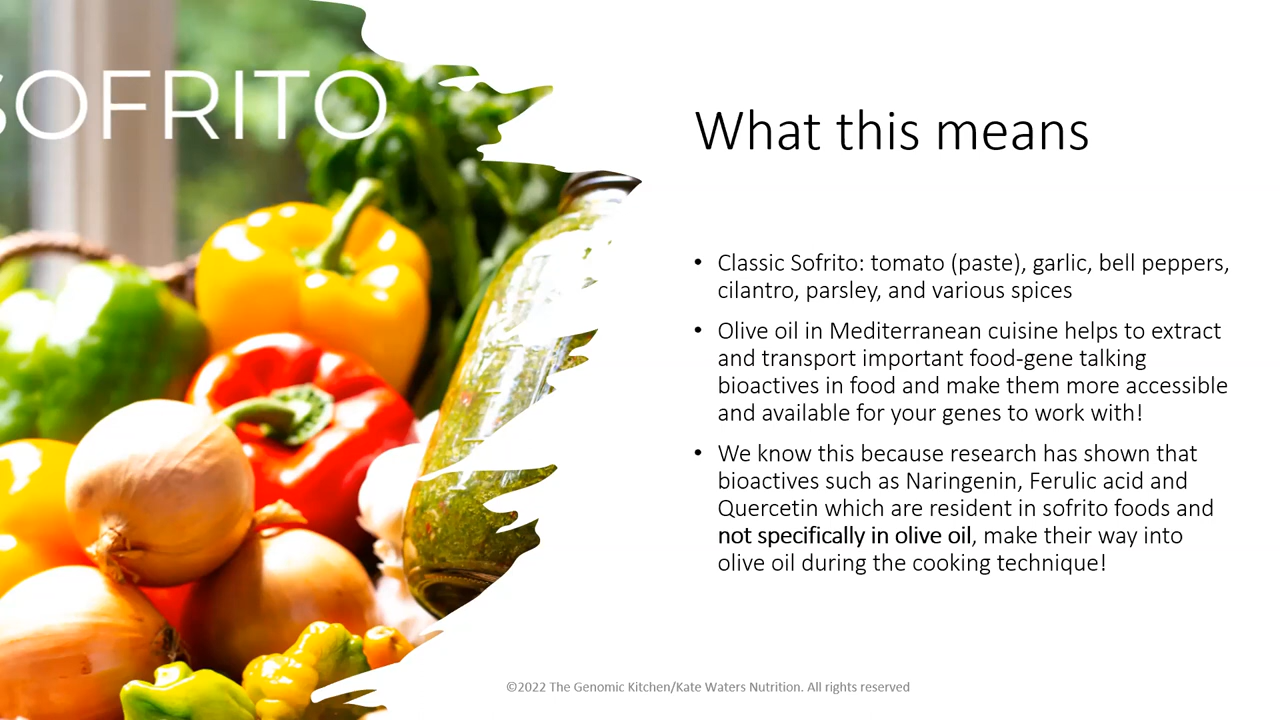 SOFRITO
What this means
• Classic Sofrito: tomato (paste), garlic, bell peppers,
cilantro, parsley, and various spices
• Olive oil in Mediterranean cuisine helps to extract
and transport important food-gene talking
bioactives in food and make them more accessible
and available for your genes to work with!
• We know this because research has shown that
bioactives such as Naringenin, Ferulic acid and
Quercetin which are resident in sofrito foods and
not specifically in olive oil, make their way into
olive oil during the cooking technique!
©2022 The Genomic Kitchen/Kate Waters Nutrition. All rights reserved